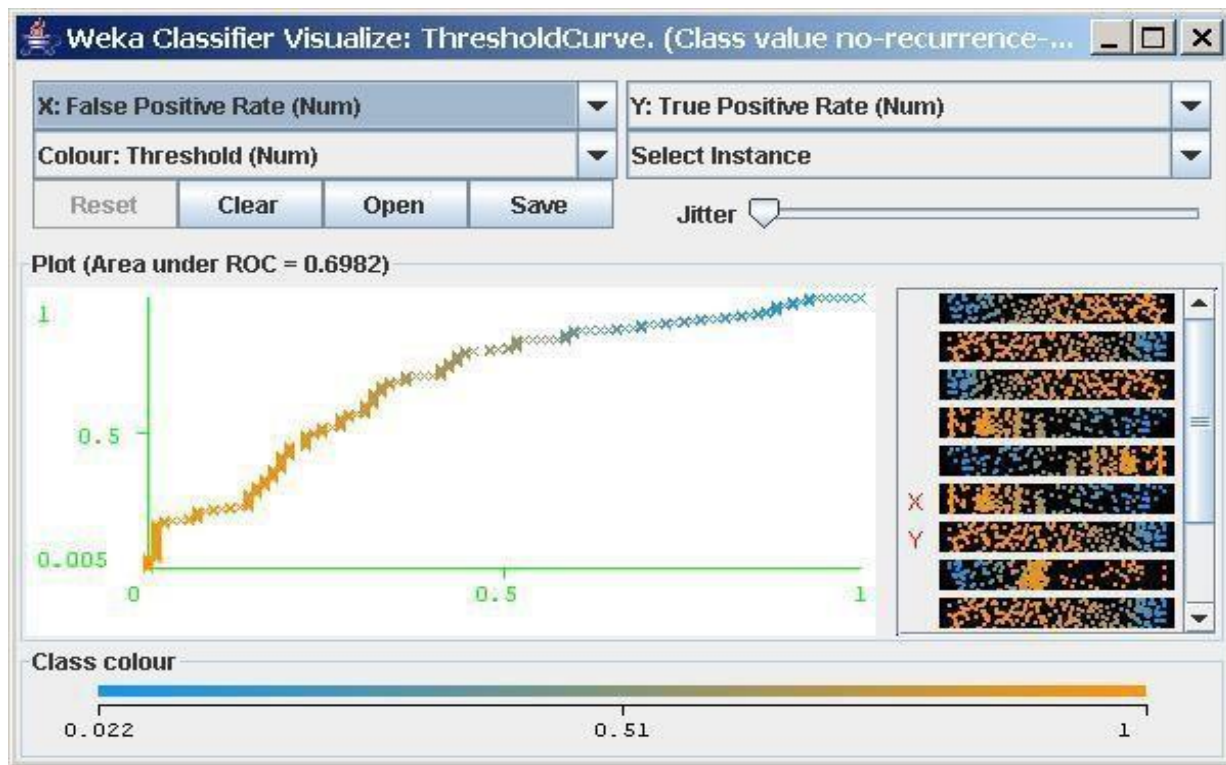 Weka Classifier Visualize: ThresholdCurve. (Class value no-recurrence-...
X: False Positive Rate (Num)
Y: True Positive Rate (Num)
Colour: Threshold (Num)
Select Instance
Reset
Clear
Open
Save
Jitter
Plot (Area under ROC = 0.6982)
1
0.5
0.005
0
0.5
1
X
Y
Class colour
0.022
0.51
1